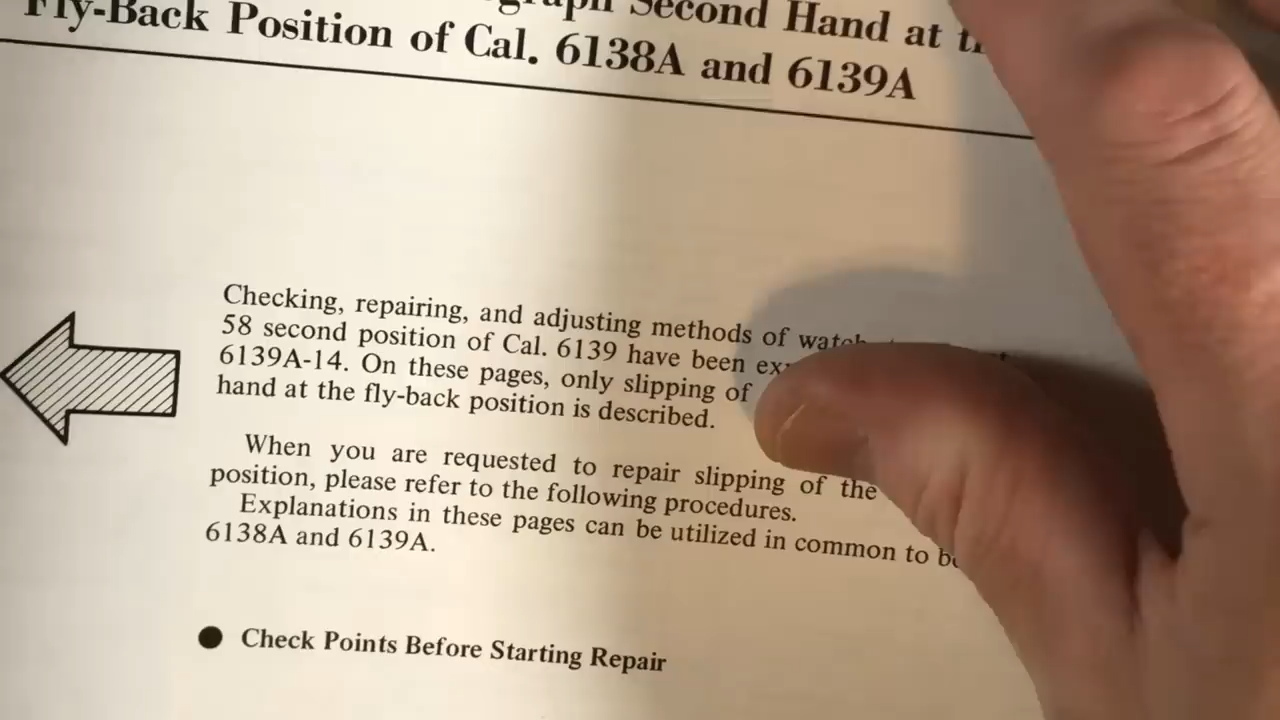 Second Hand at
Fly-Back Position of Cal. 6138A and 6139A
Checking, repairing, and adjusting methods of
58 second position of Cal. 6139 have been
6139A-14. On these pages, only slipping of
hand at the fly-back position is described.
When you are requested to repair slipping of the
position, please refer to the following procedures.
Explanations in these pages can be utilized in common to
6138A and 6139A.
● Check Points Before Starting Repair